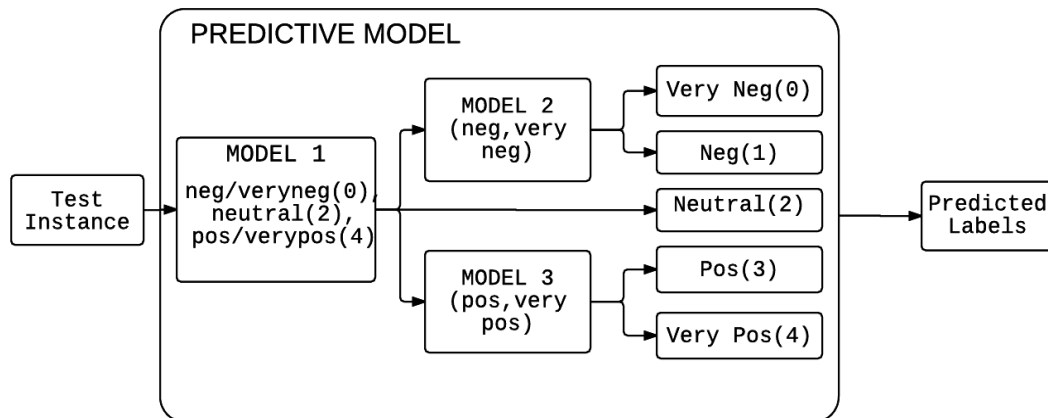 PREDICTIVE MODEL
Test
Instance
MODEL 1
neg/veryneg(0),
neutral(2),
pos/verypos(4)
MODEL 2
(neg,very
neg)
MODEL 3
(pos,very
pos)
Very Neg(0)
Neg(1)
Neutral(2)
Pos(3)
Very Pos(4)
Predicted
Labels